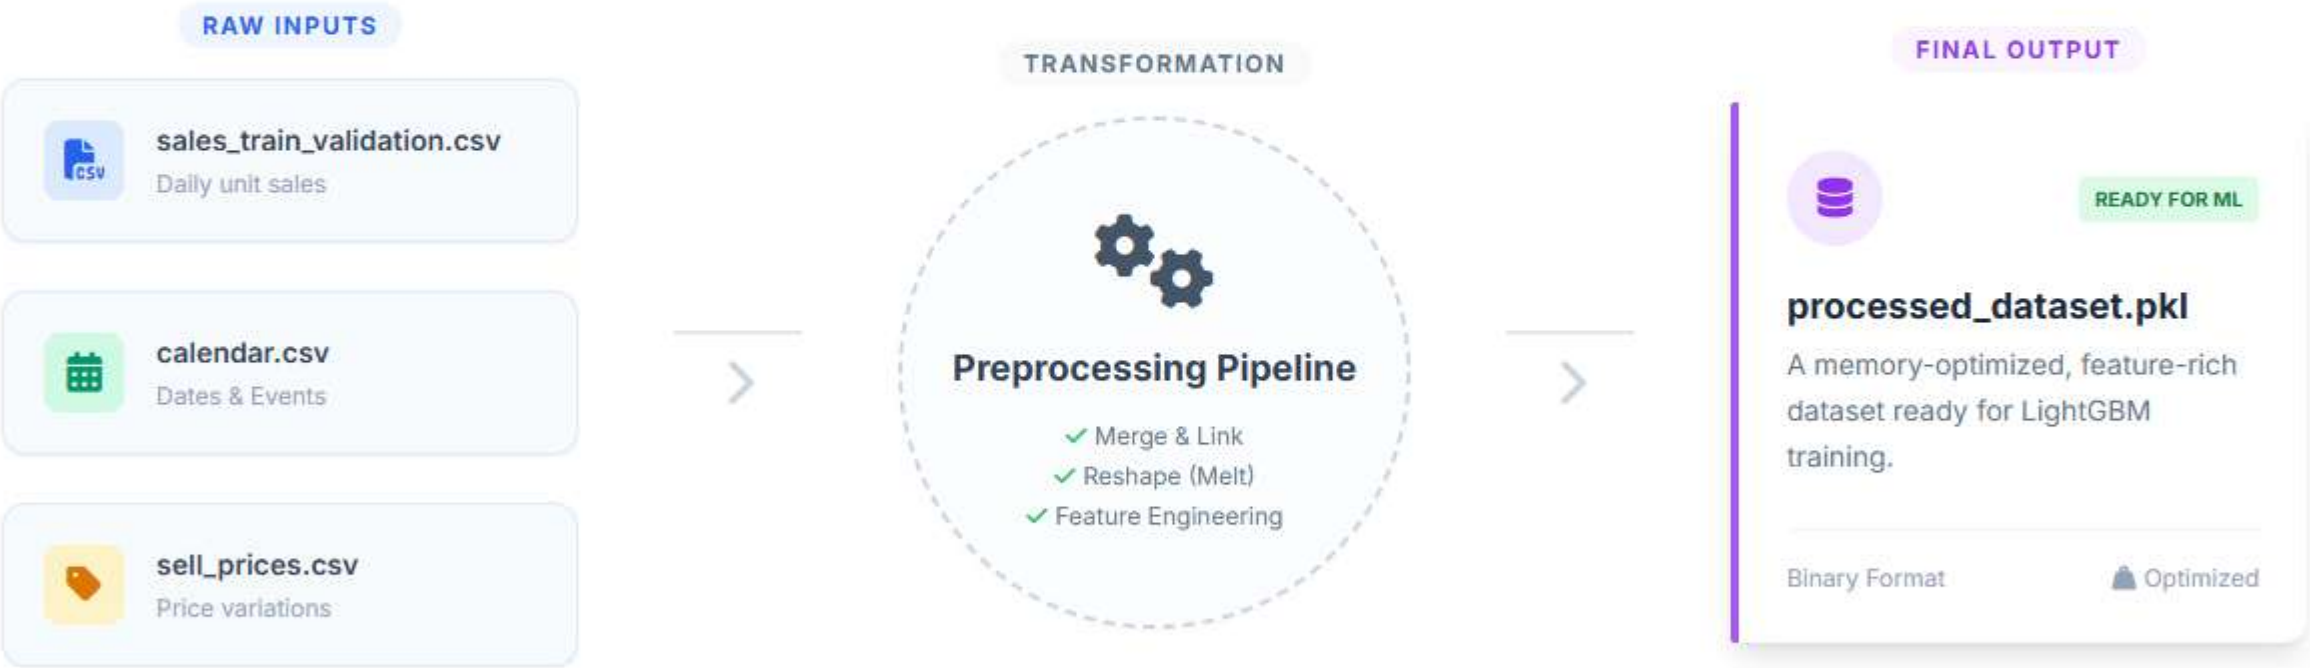 RAW INPUTS
sales_train_validation.csv
Daily unit sales
calendar.csv
Dates & Events
sell_prices.csv
Price variations
TRANSFORMATION
Preprocessing Pipeline
Merge & Link
Reshape (Melt)
Feature Engineering
FINAL OUTPUT
READY FOR ML
processed_dataset.pkl
A memory-optimized, feature-rich
dataset ready for LightGBM
training.
Binary Format
Optimized
CSV